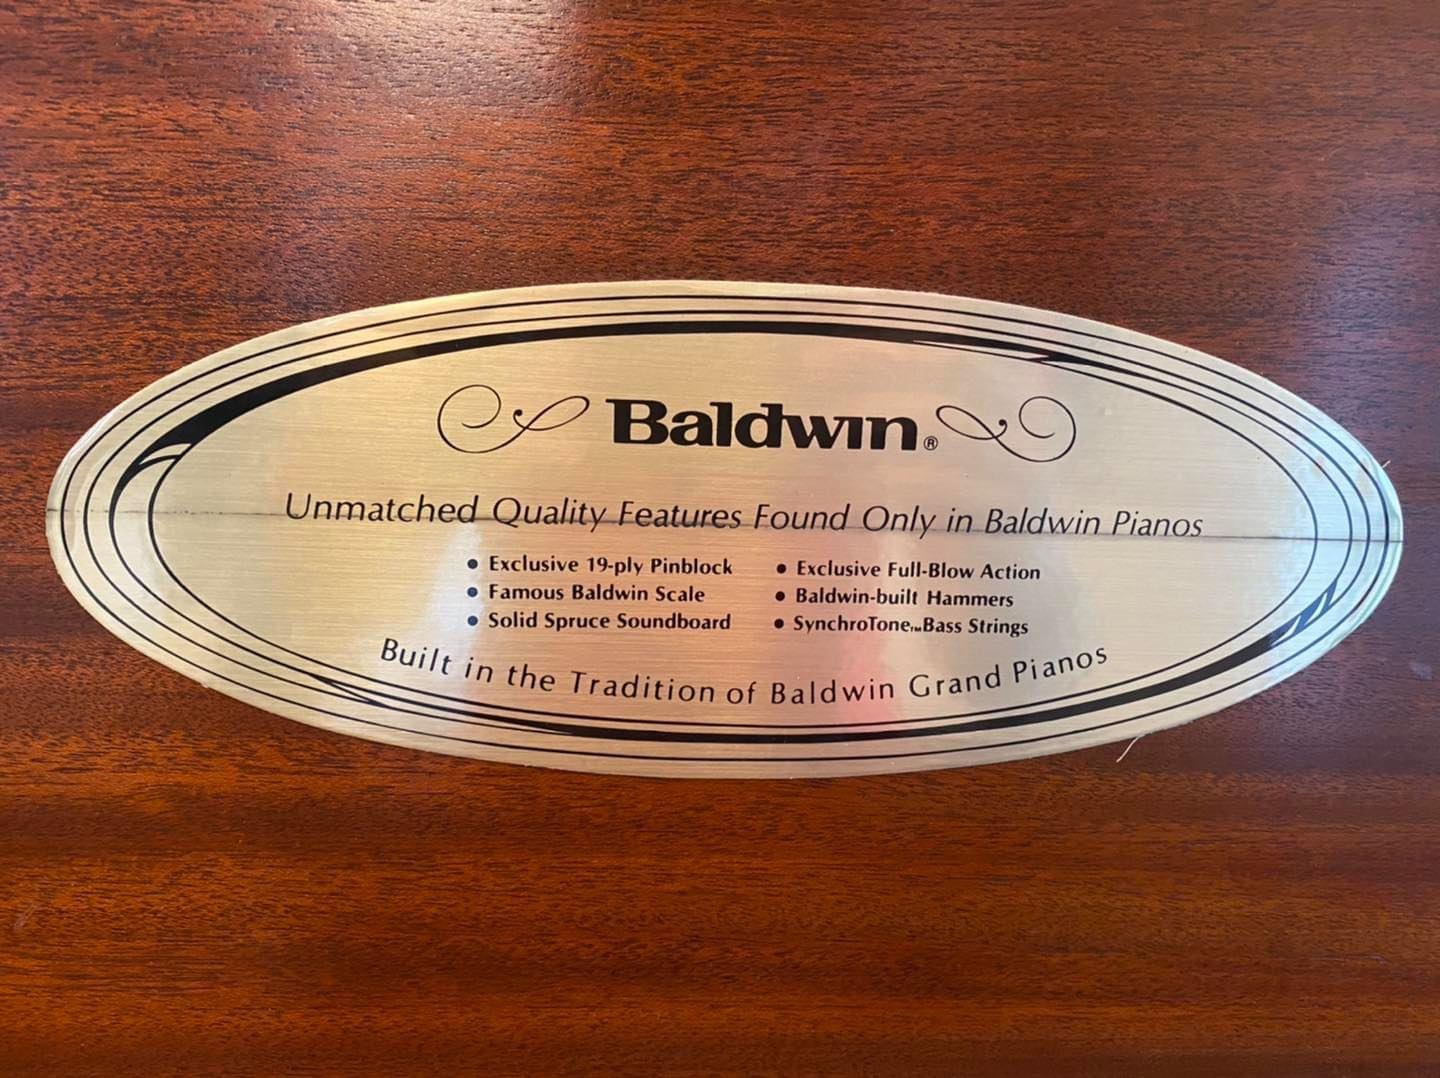 Baldwin®
Unmatched Quality Features Found Only in Baldwin Pianos
• Exclusive 19-ply Pinblock
• Famous Baldwin Scale
• Solid Spruce Soundboard
• Exclusive Full-Blow Action
• Baldwin-built Hammers
• SynchroTone™ Bass Strings
Built in the Tradition of Baldwin Grand Pianos